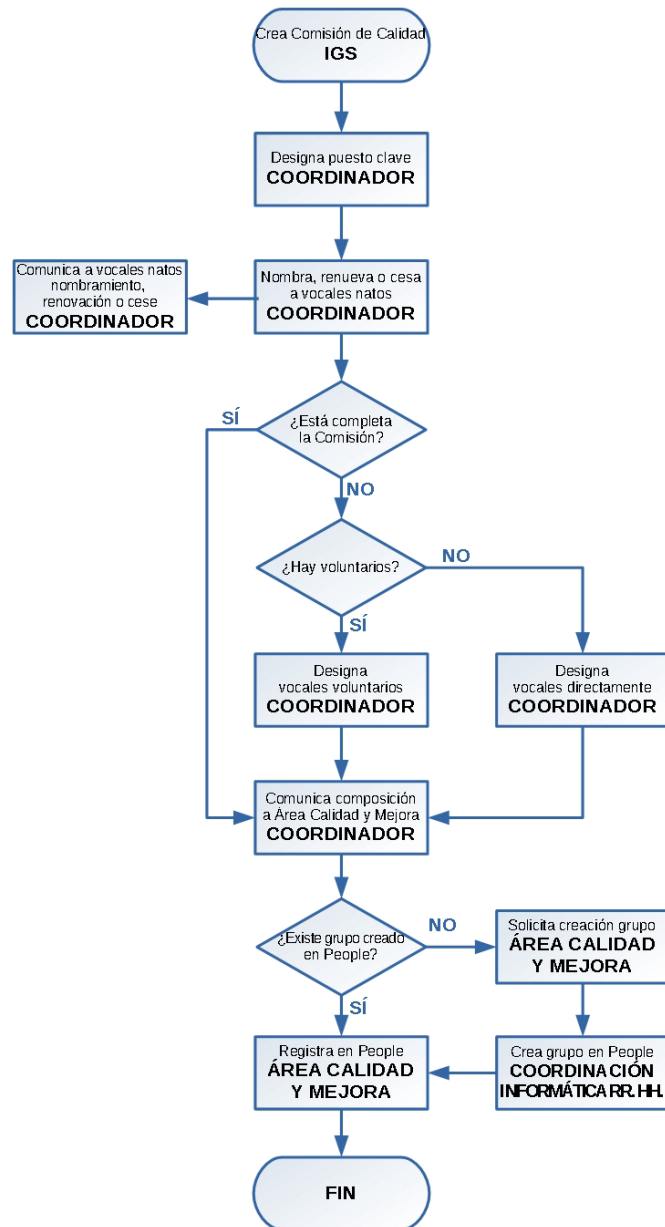 Crea Comisión de Calidad
IGS
Designa puesto clave
COORDINADOR
Comunica a vocales natos
nombramiento,
renovación o cese
COORDINADOR
Nombra, renueva o cesa
a vocales natos
COORDINADOR
¿Está completa
la Comisión?
SÍ
NO
¿Hay voluntarios?
NO
SÍ
Designa
vocales voluntarios
COORDINADOR
Designa
vocales directamente
COORDINADOR
Comunica composición
a Área Calidad y Mejora
COORDINADOR
¿Existe grupo creado
en People?
NO
SÍ
Solicita creación grupo
ÁREA CALIDAD
Y MEJORA
Registra en People
ÁREA CALIDAD
Y MEJORA
Crea grupo en People
COORDINACIÓN
INFORMÁTICA RR. HH.
FIN